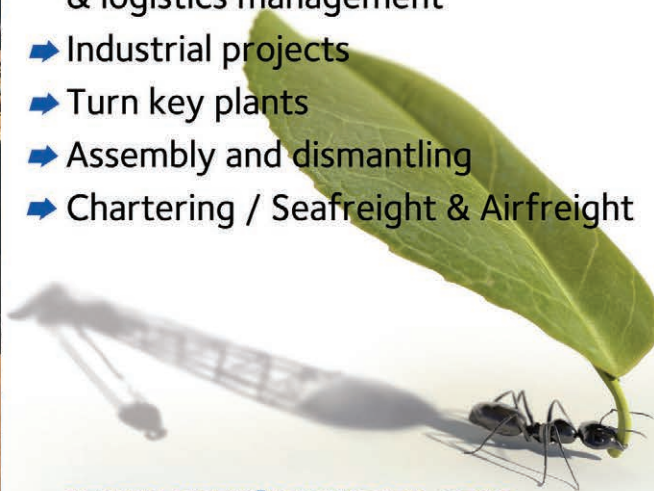 & logistics management
Industrial projects
Turn key plants
Assembly and dismantling
Chartering / Seafreight & Airfreight